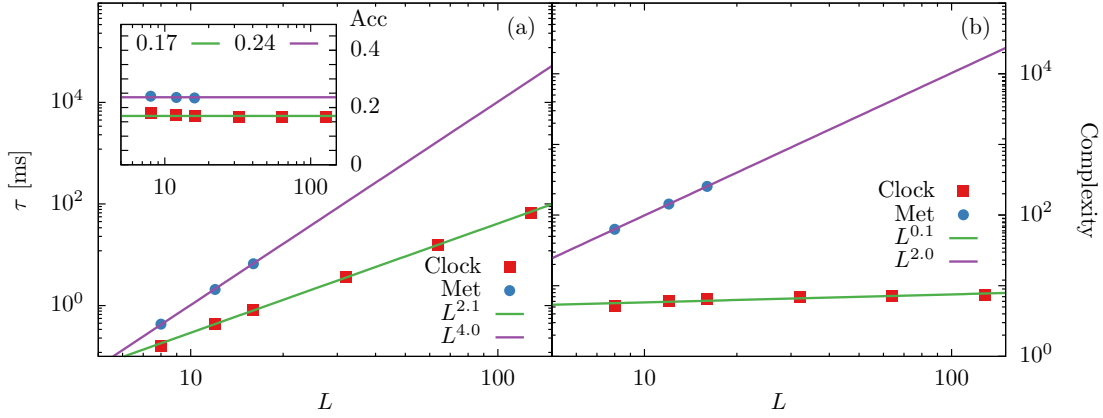 Acc
(a)
(b)
0.17
0.24
0.4
0.2
0
10
100
τ [ms]
10^4
10^2
10^0
Clock
Met
L^{2.1}
L^{4.0}
10
100
L
Clock
Met
L^{0.1}
L^{2.0}
10
100
L
10^4
10^2
10^0
Complexity